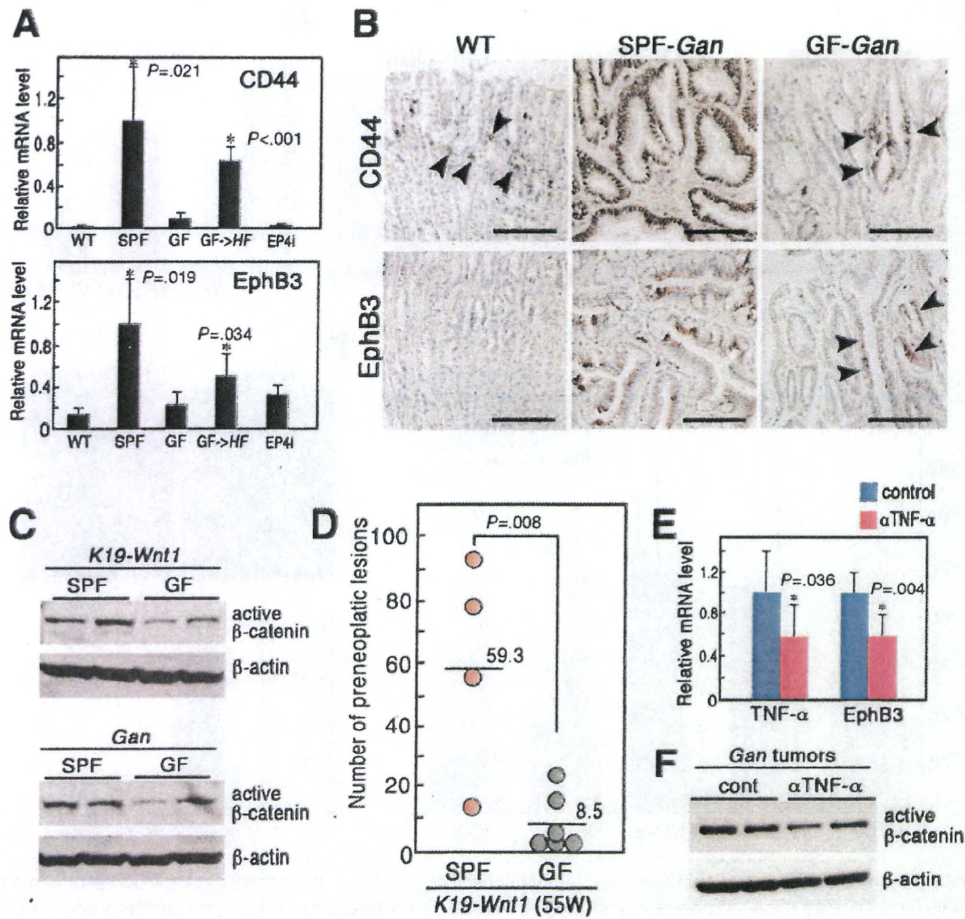 A
Relative mRNA level
1.2
0.8
0.4
0
*
P=.021
CD44
*
P<.001
WT SPF GF GF->HF EP4i
Relative mRNA level
1.2
0.8
0.4
0
*
P=.019
EphB3
P=.034
*
WT SPF GF GF->HF EP4i
B
WT SPF-Gan GF-Gan
CD44
EphB3
C
K19-Wnt1
SPF GF
active
β-catenin
β-actin
Gan
SPF GF
active
β-catenin
β-actin
D
Number of preneoplatic lesions
100
80
60
40
20
0
P=.008
59.3
8.5
SPF GF
K19-Wnt1 (55W)
E
control
αTNF-α
Relative mRNA level
1.2
0.8
0.4
0
P=.036
*
P=.004
*
TNF-α EphB3
F
Gan tumors
cont αTNF-α
active
β-catenin
β-actin